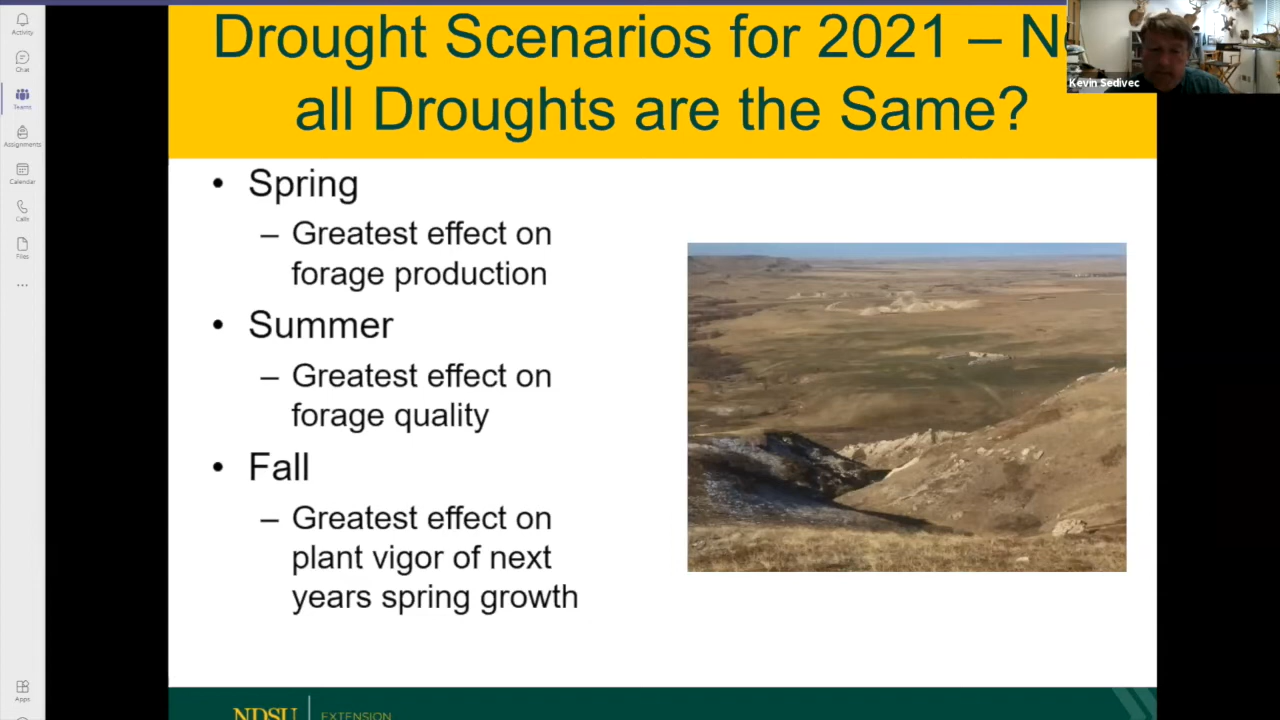 Activity
Chat
Teams
Assignments
Calendar
Calls
Files
Apps
Drought Scenarios for 2021 – N
all Droughts are the Same?
Kevin Sedivec
• Spring
– Greatest effect on
forage production
• Summer
– Greatest effect on
forage quality
• Fall
– Greatest effect on
plant vigor of next
years spring growth
NDSU
EXTENSION